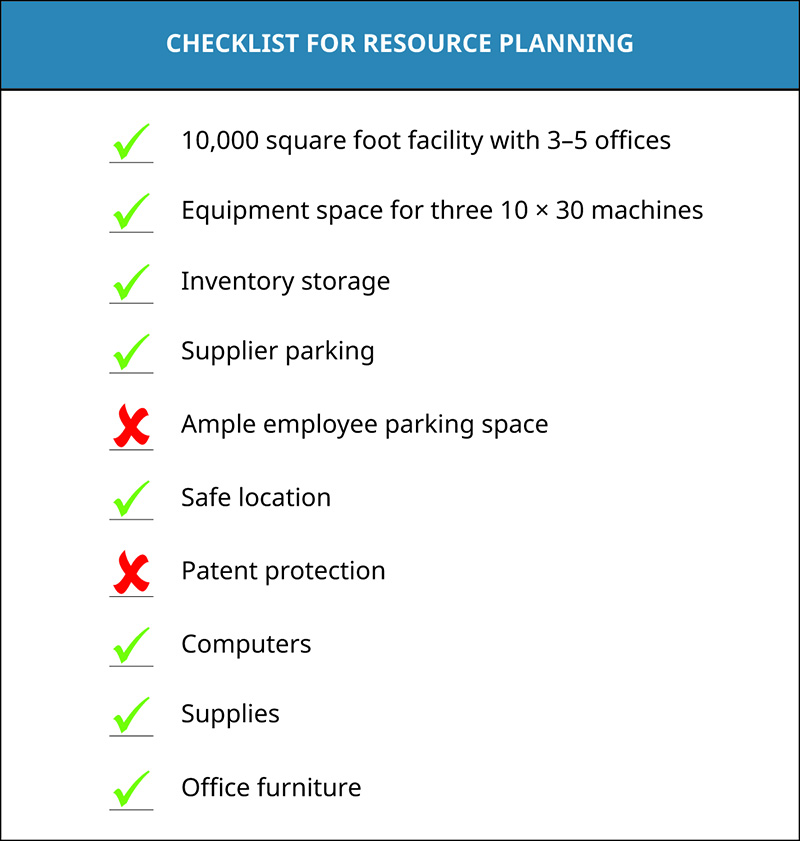 CHECKLIST FOR RESOURCE PLANNING
✓ 10,000 square foot facility with 3–5 offices
✓ Equipment space for three 10 × 30 machines
✓ Inventory storage
✓ Supplier parking
✘ Ample employee parking space
✓ Safe location
✘ Patent protection
✓ Computers
✓ Supplies
✓ Office furniture